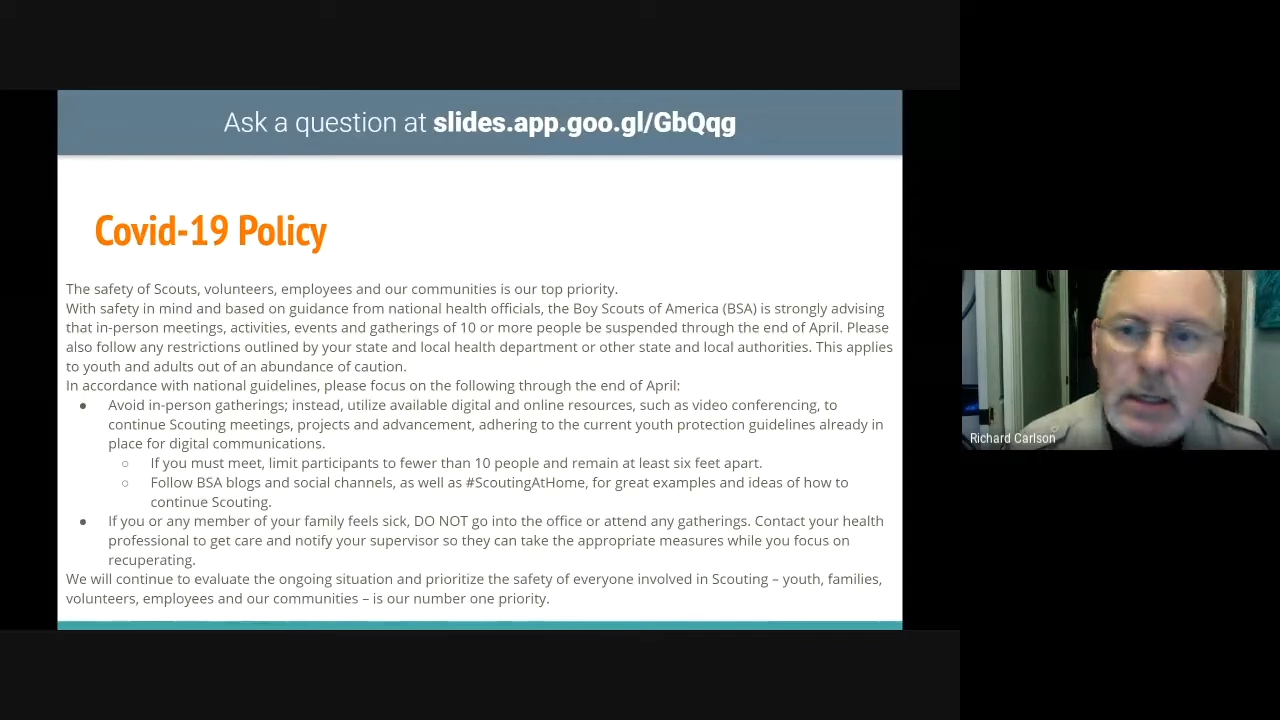 Ask a question at slides.app.goo.gl/GbQqg
Covid-19 Policy
The safety of Scouts, volunteers, employees and our communities is our top priority.
With safety in mind and based on guidance from national health officials, the Boy Scouts of America (BSA) is strongly advising
that in-person meetings, activities, events and gatherings of 10 or more people be suspended through the end of April. Please
also follow any restrictions outlined by your state and local health department or other state and local authorities. This applies
to youth and adults out of an abundance of caution.
In accordance with national guidelines, please focus on the following through the end of April:
● Avoid in-person gatherings; instead, utilize available digital and online resources, such as video conferencing, to
continue Scouting meetings, projects and advancement, adhering to the current youth protection guidelines already in
place for digital communications.
○ If you must meet, limit participants to fewer than 10 people and remain at least six feet apart.
○ Follow BSA blogs and social channels, as well as #ScoutingAtHome, for great examples and ideas of how to
continue Scouting.
● If you or any member of your family feels sick, DO NOT go into the office or attend any gatherings. Contact your health
professional to get care and notify your supervisor so they can take the appropriate measures while you focus on
recuperating.
We will continue to evaluate the ongoing situation and prioritize the safety of everyone involved in Scouting – youth, families,
volunteers, employees and our communities – is our number one priority.
Richard Carlson